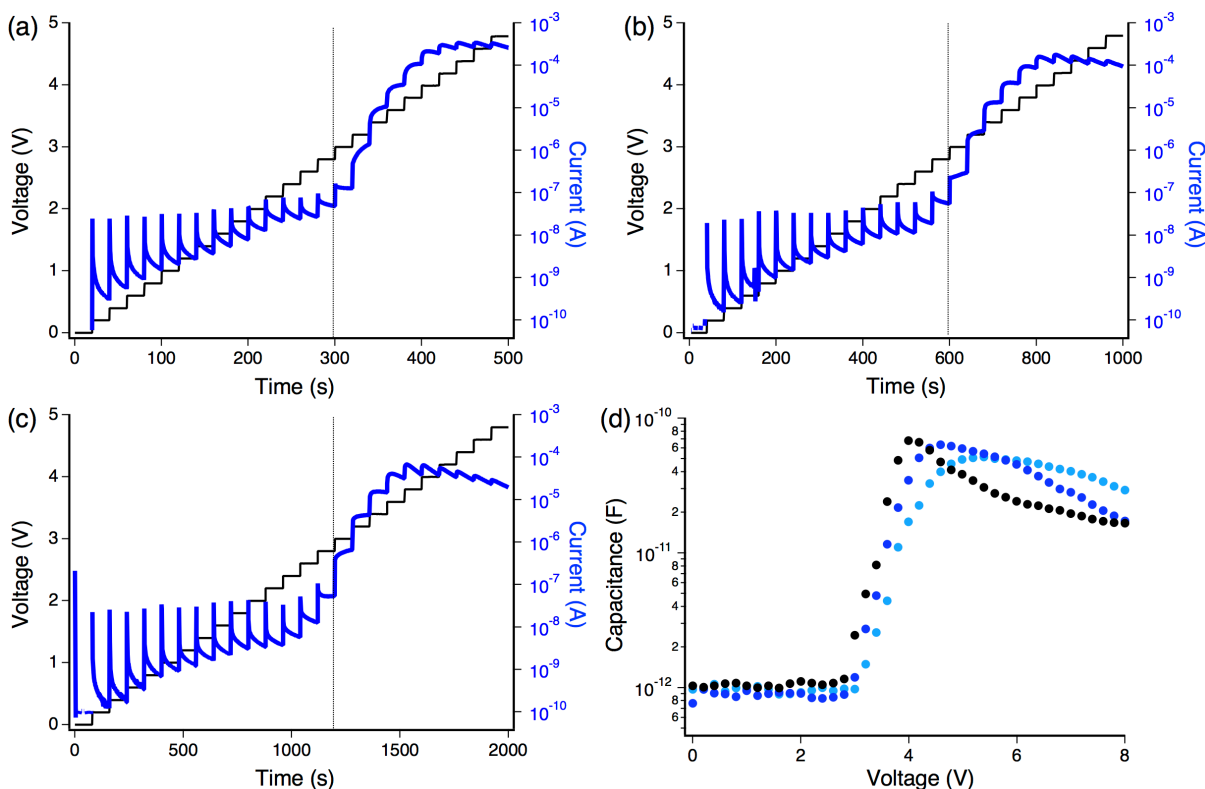 (a)
Voltage (V)
5
4
3
2
1
0
10-3
10-4
10-5
10-6
10-7
10-8
10-9
10-10
Current (A)
0 100 200 300 400 500
Time (s)
(b)
Voltage (V)
5
4
3
2
1
0
10-3
10-4
10-5
10-6
10-7
10-8
10-9
10-10
Current (A)
0 200 400 600 800 1000
Time (s)
(c)
Voltage (V)
5
4
3
2
1
0
10-3
10-4
10-5
10-6
10-7
10-8
10-9
10-10
Current (A)
0 500 1000 1500 2000
Time (s)
(d)
Capacitance (F)
10-10
8
6
4
2
10-11
8
6
4
2
10-12
8
6
0 2 4 6 8
Voltage (V)